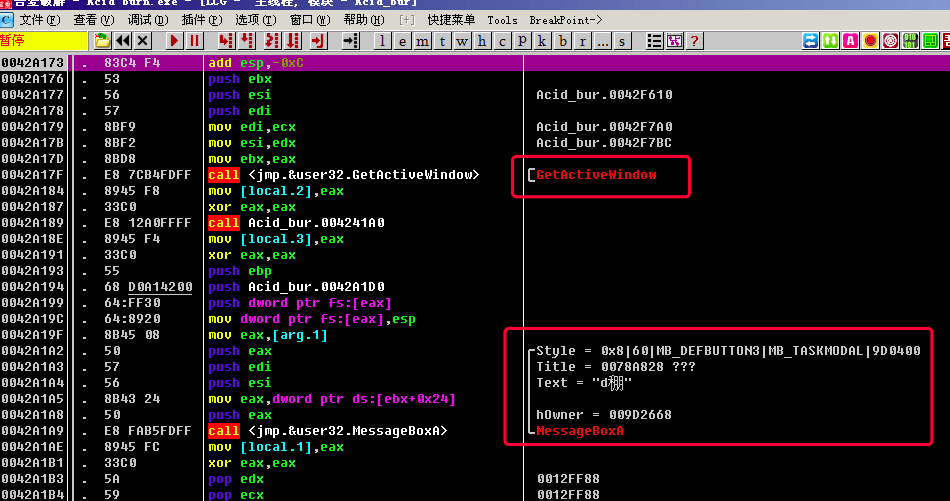 吾爱破解 - Acid burn.exe - [LCG - 主线程, 模块 - Acid_bur]
C 文件(F) 查看(V) 调试(D) 插件(P) 选项(T) 窗口(W) 帮助(H) [+] 快捷菜单 Tools BreakPoint->
暂停 l e m t w h c p k b r ... s ?
0042A173 . 83C4 F4 add esp,-0xC
0042A176 . 53 push ebx
0042A177 . 56 push esi Acid_bur.0042F610
0042A178 . 57 push edi
0042A179 . 8BF9 mov edi,ecx Acid_bur.0042F7A0
0042A17B . 8BF2 mov esi,edx Acid_bur.0042F7BC
0042A17D . 8BD8 mov ebx,eax
0042A17F . E8 7CB4FDFF call <jmp.&user32.GetActiveWindow> GetActiveWindow
0042A184 . 8945 F8 mov [local.2],eax
0042A187 . 33C0 xor eax,eax
0042A189 . E8 12A0FFFF call Acid_bur.004241A0
0042A18E . 8945 F4 mov [local.3],eax
0042A191 . 33C0 xor eax,eax
0042A193 . 55 push ebp
0042A194 . 68 D0A14200 push Acid_bur.0042A1D0
0042A199 . 64:FF30 push dword ptr fs:[eax]
0042A19C . 64:8920 mov dword ptr fs:[eax],esp
0042A19F . 8B45 08 mov eax,[arg.1]
0042A1A2 . 50 push eax Style = 0x8|60|MB_DEFBUTTON3|MB_TASKMODAL|9D0400
0042A1A3 . 57 push edi Title = 0078A828 ???
0042A1A4 . 56 push esi Text = "d棚"
0042A1A5 . 8B43 24 mov eax,dword ptr ds:[ebx+0x24]
0042A1A8 . 50 push eax hOwner = 009D2668
0042A1A9 . E8 FAB5FDFF call <jmp.&user32.MessageBoxA> MessageBoxA
0042A1AE . 8945 FC mov [local.1],eax
0042A1B1 . 33C0 xor eax,eax
0042A1B3 . 5A pop edx 0012FF88
0042A1B4 . 59 pop ecx 0012FF88